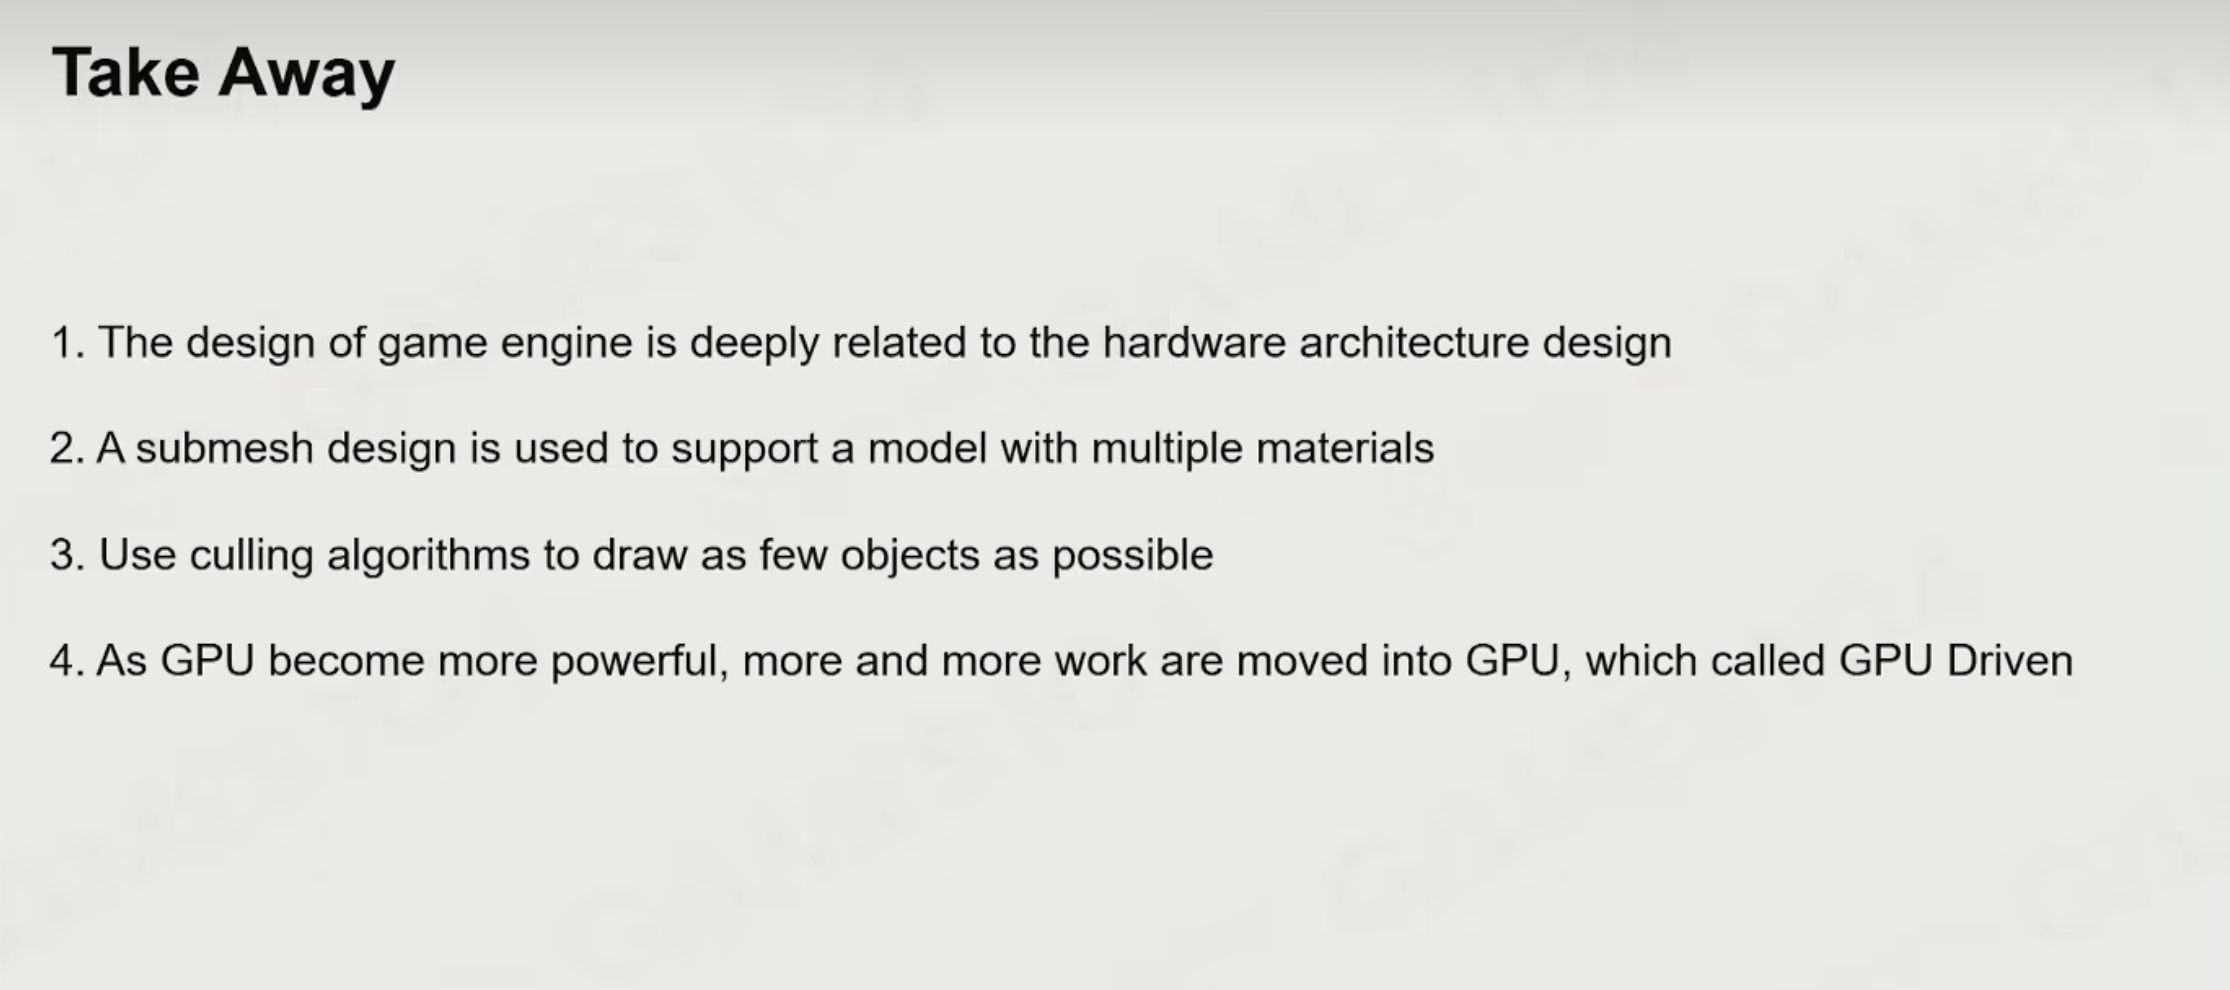 Take Away
1. The design of game engine is deeply related to the hardware architecture design
2. A submesh design is used to support a model with multiple materials
3. Use culling algorithms to draw as few objects as possible
4. As GPU become more powerful, more and more work are moved into GPU, which called GPU Driven